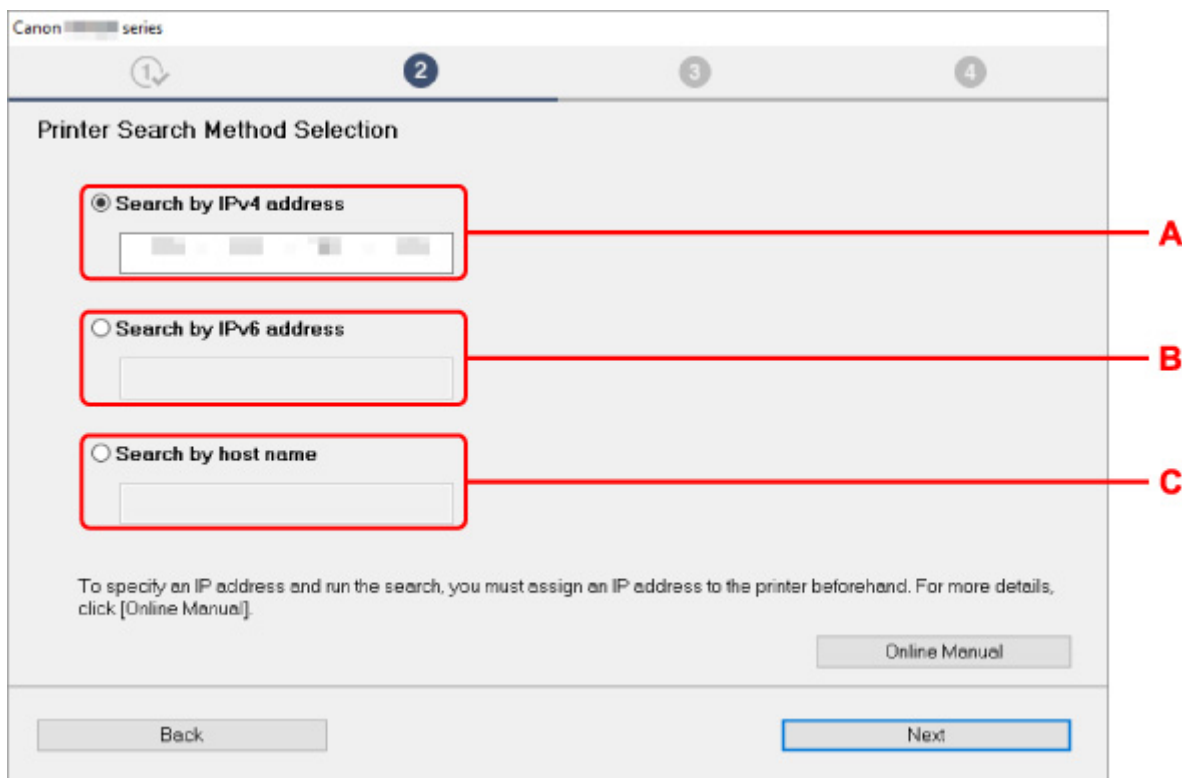 Canon series
1 2 3 4
Printer Search Method Selection
Search by IPv4 address
A
Search by IPv6 address
B
Search by host name
C
To specify an IP address and run the search, you must assign an IP address to the printer beforehand. For more details,
click [Online Manual].
Online Manual
Back Next